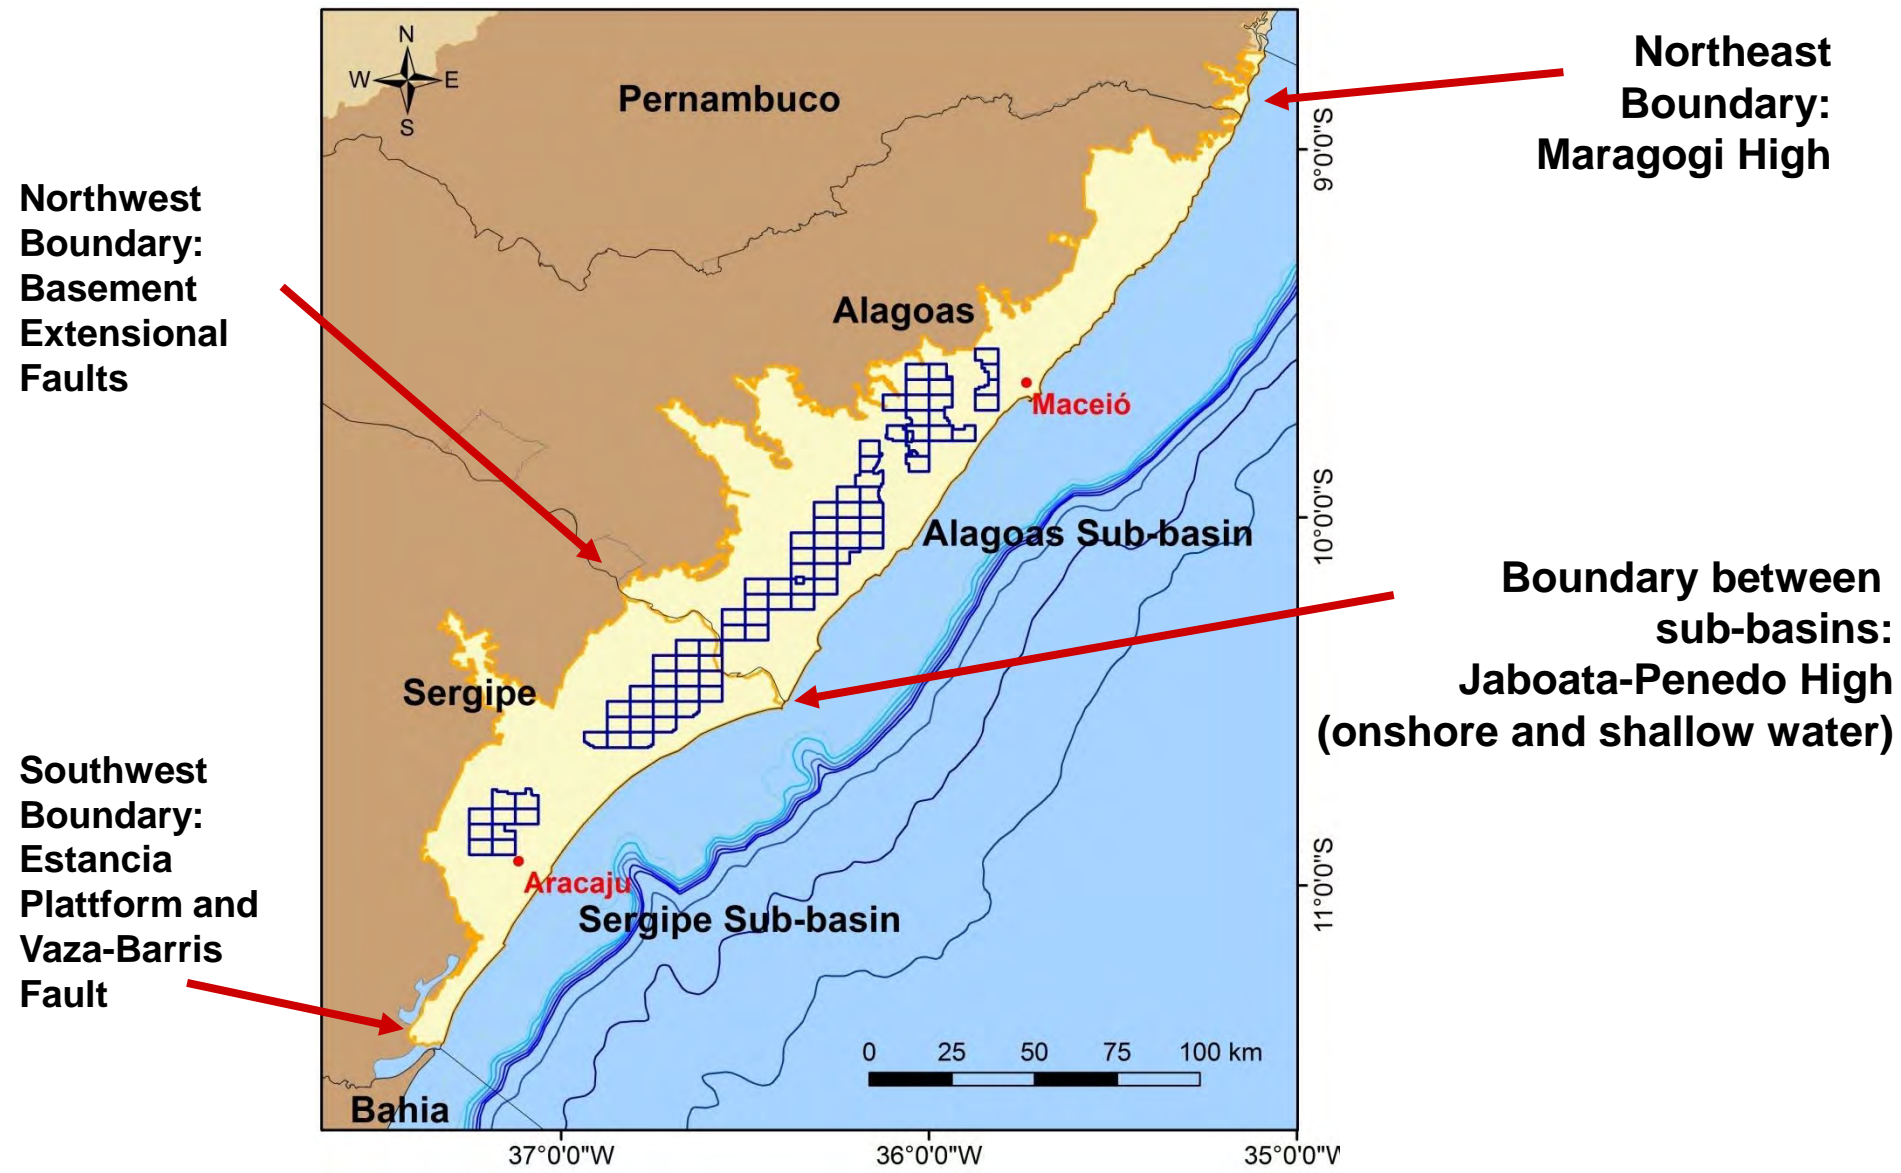 Northeast
Boundary:
Maragogi High
Northwest
Boundary:
Basement
Extensional
Faults
Southwest
Boundary:
Estancia
Plattform and
Vaza-Barris
Fault
Boundary between
sub-basins:
Jaboata-Penedo High
(onshore and shallow water)
N
W E
S
Pernambuco
Alagoas
Maceió
Alagoas Sub-basin
Sergipe
Aracaju
Sergipe Sub-basin
Bahia
0 25 50 75 100 km
9°0'0"S
10°0'0"S
11°0'0"S
37°0'0"W 36°0'0"W 35°0'0"W